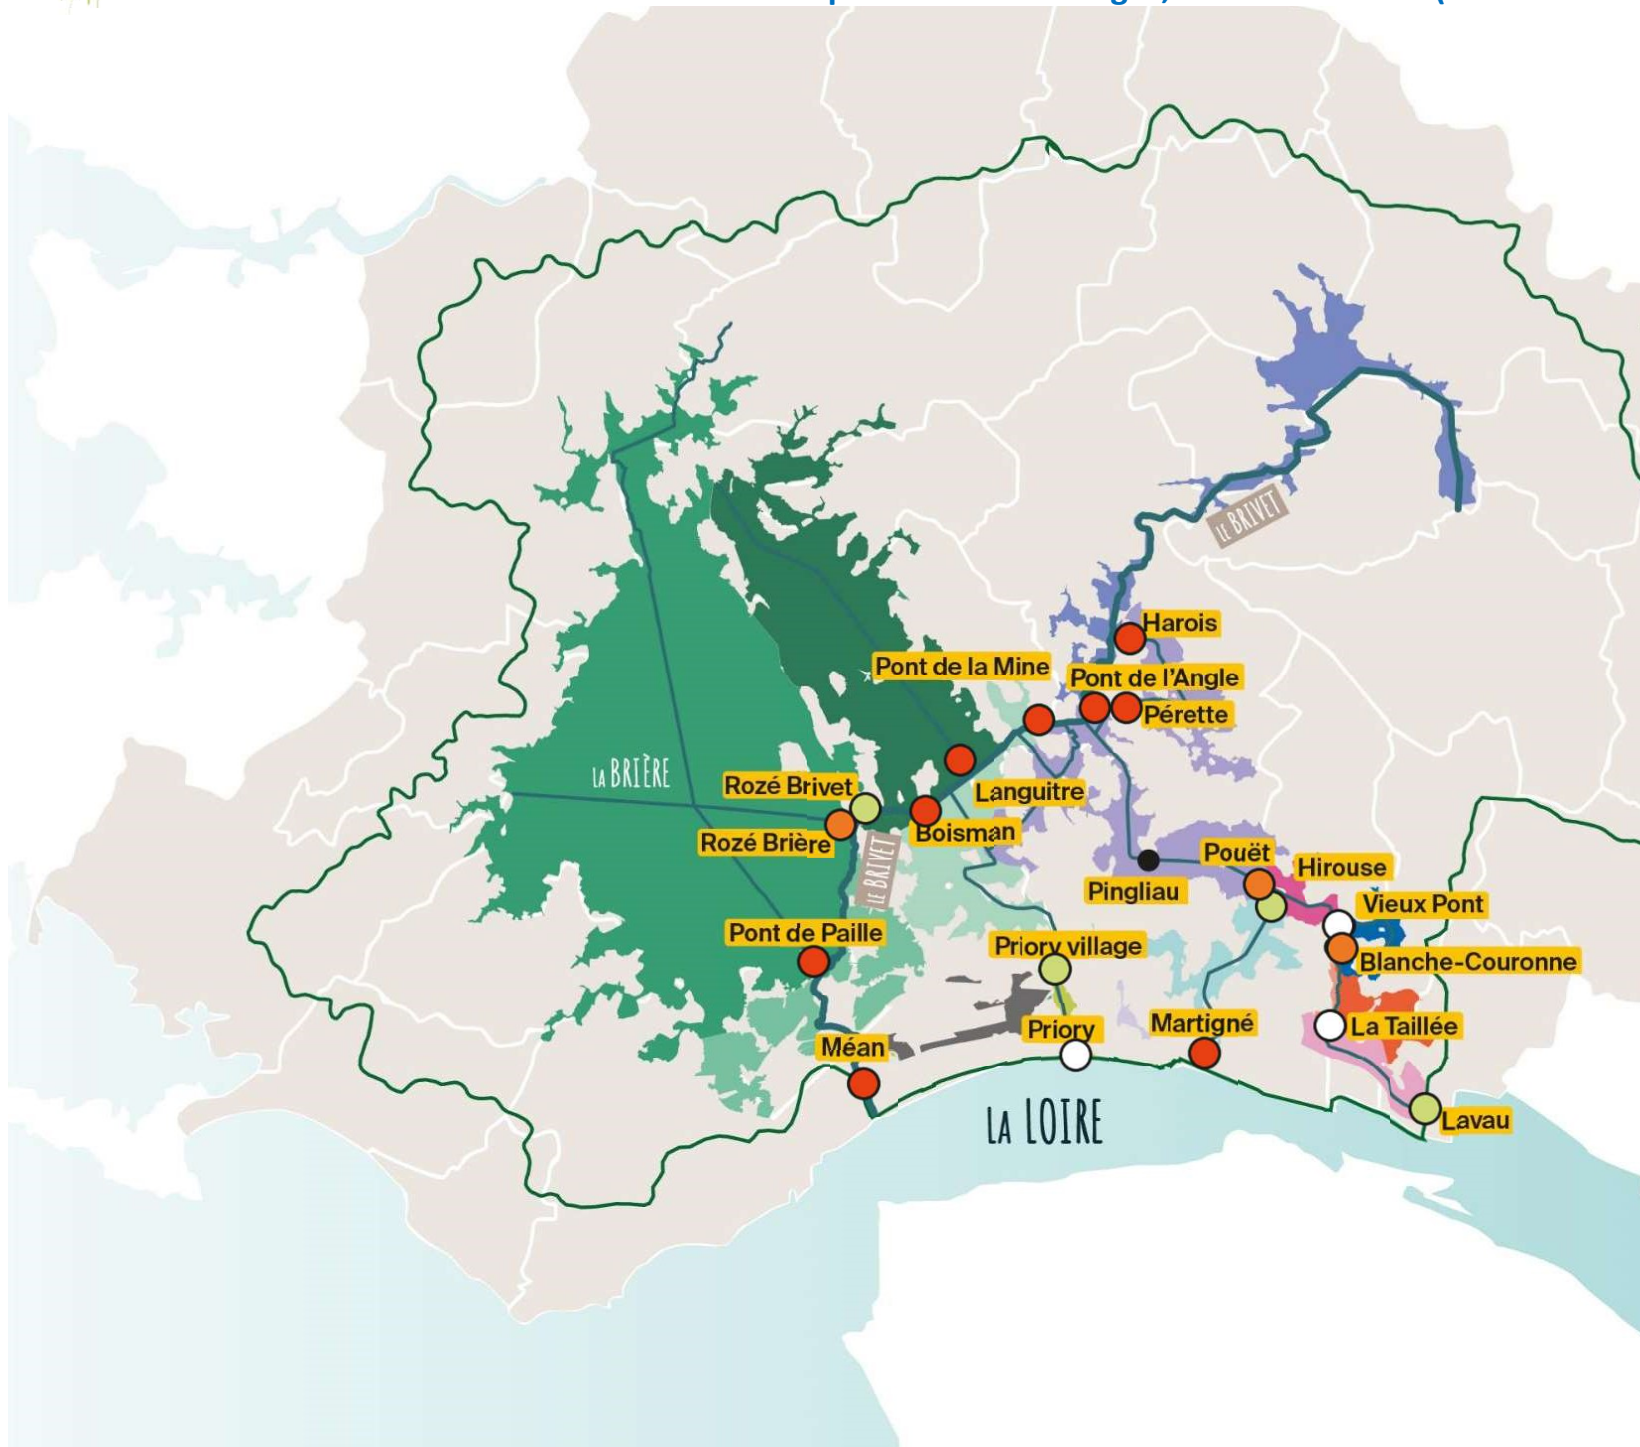 LE BRIVET
Harois
Pont de la Mine
Pont de l'Angle
Pérette
LA BRIÈRE
Rozé Brivet
Languitre
Boisman
Rozé Brière
LE BRIVET
Pouët
Hirouse
Pingliau
Vieux Pont
Pont de Paille
Priory village
Blanche-Couronne
Priory
Martigné
La Taillée
Méan
LA LOIRE
Lavau